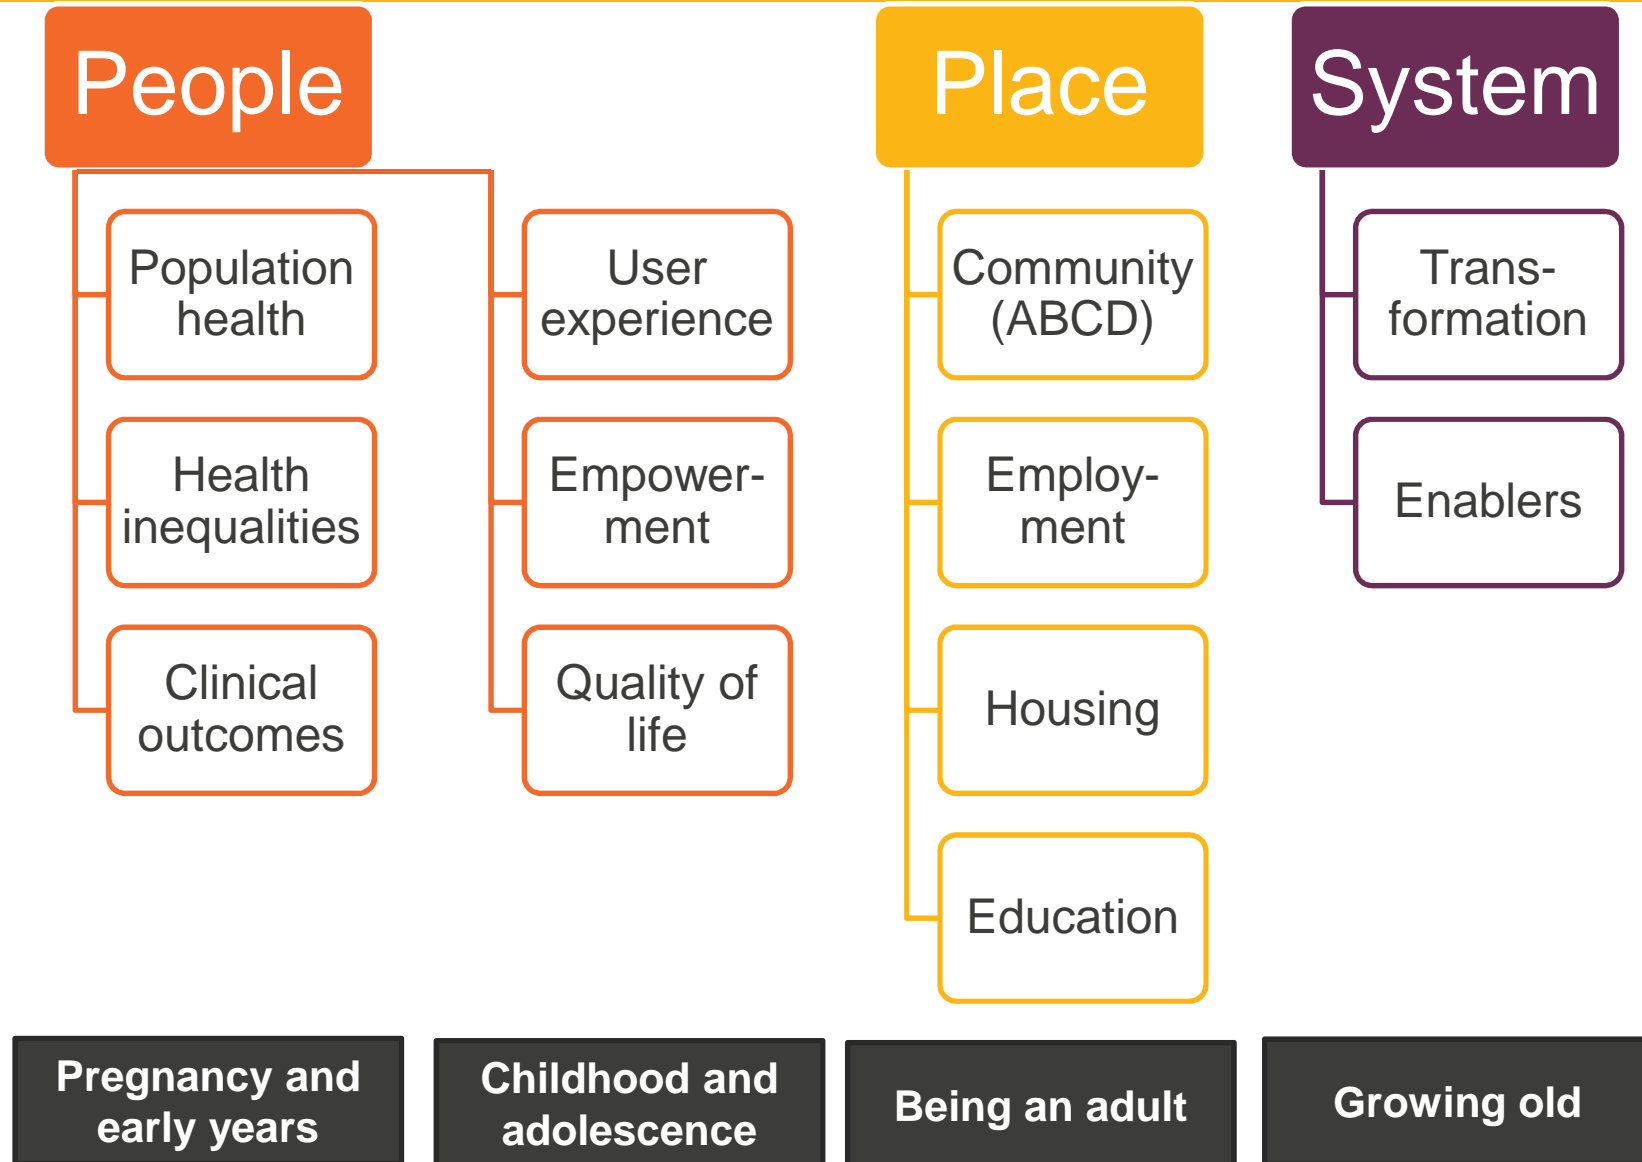 People
Place
System
Population
health
User
experience
Community
(ABCD)
Trans-
formation
Health
inequalities
Empower-
ment
Employ-
ment
Enablers
Clinical
outcomes
Quality of
life
Housing
Education
Pregnancy and
early years
Childhood and
adolescence
Being an adult
Growing old